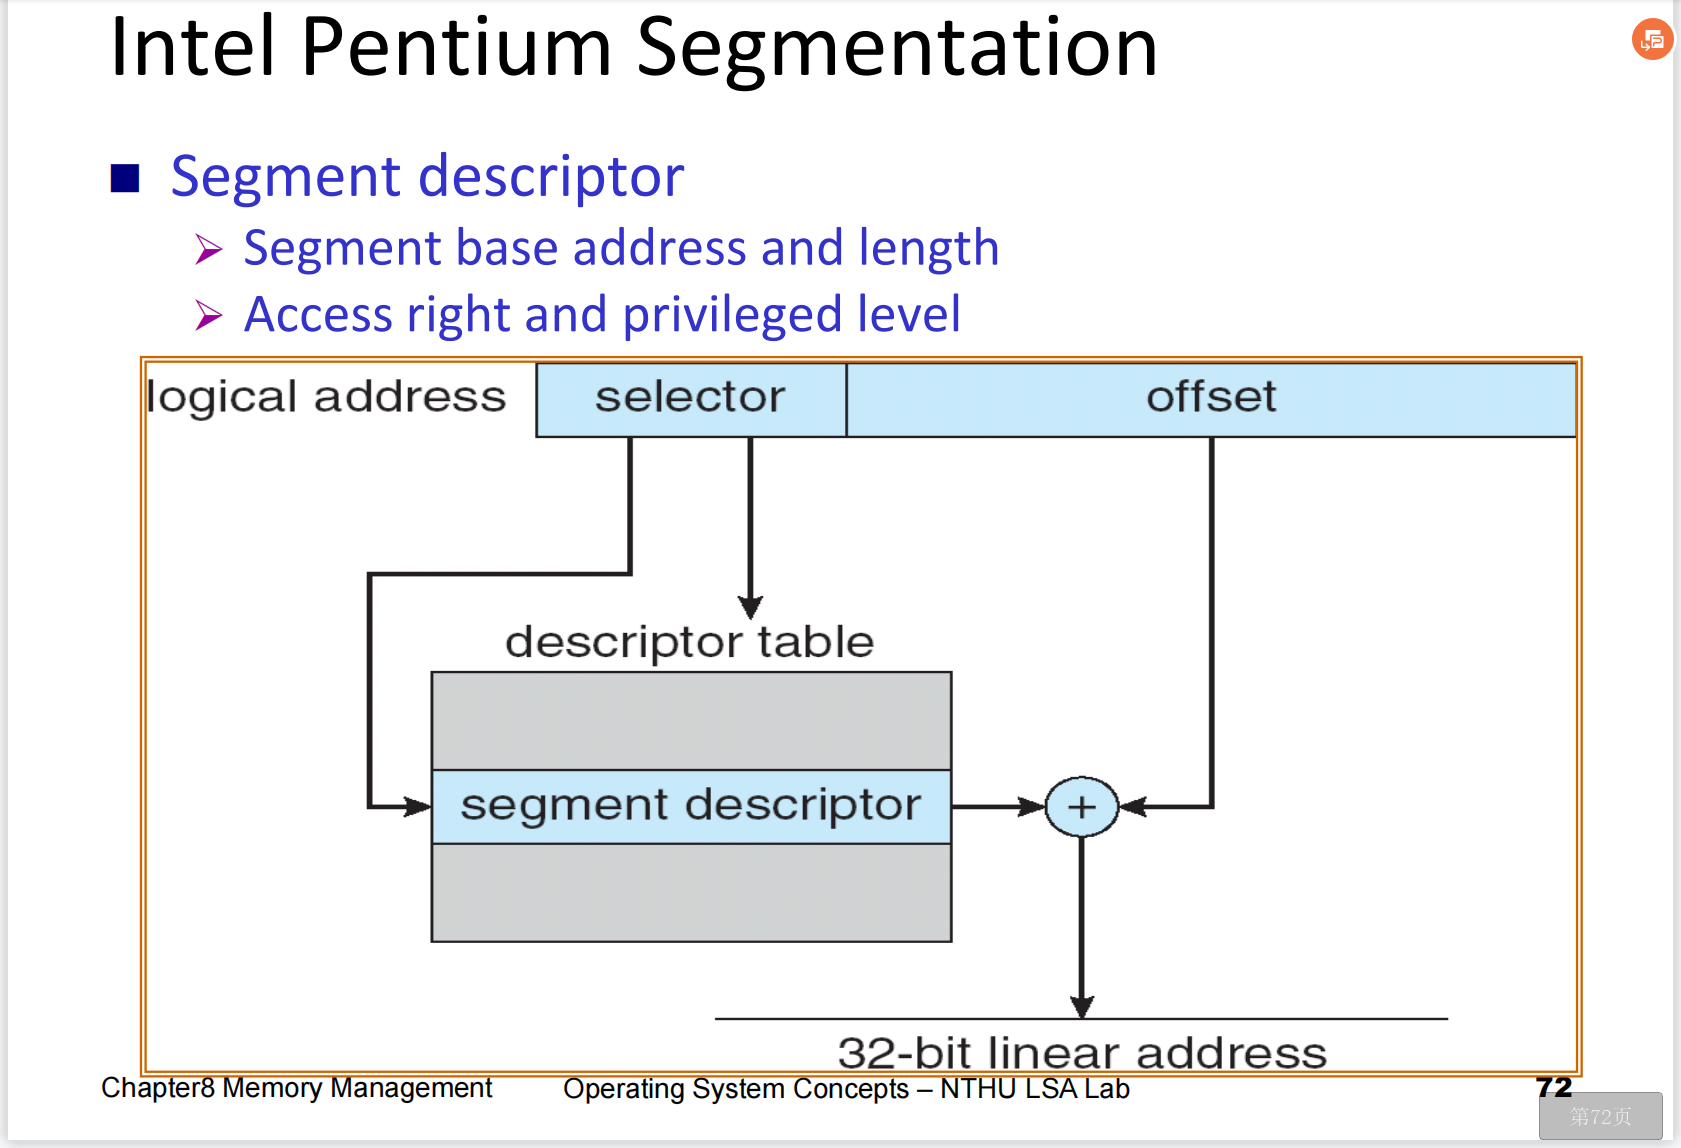 Intel Pentium Segmentation
Segment descriptor
Segment base address and length
Access right and privileged level
logical address selector offset
descriptor table
segment descriptor +
32-bit linear address
Chapter8 Memory Management Operating System Concepts – NTHU LSA Lab 72
第72页